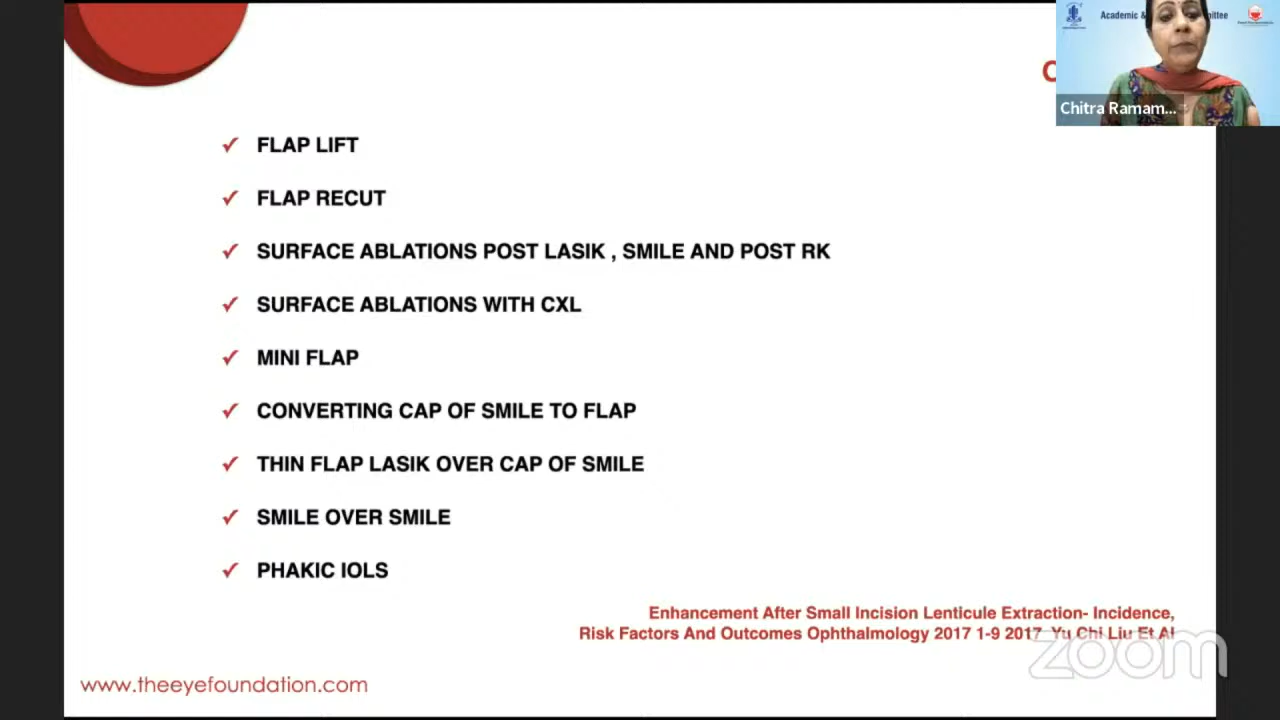 Academic &
ittee
Chitra Ramam...
FLAP LIFT
FLAP RECUT
SURFACE ABLATIONS POST LASIK , SMILE AND POST RK
SURFACE ABLATIONS WITH CXL
MINI FLAP
CONVERTING CAP OF SMILE TO FLAP
THIN FLAP LASIK OVER CAP OF SMILE
SMILE OVER SMILE
PHAKIC IOLS
Enhancement After Small Incision Lenticule Extraction- Incidence,
Risk Factors And Outcomes Ophthalmology 2017 1-9 2017 Yu Chi Liu Et Al
zoom
www.theeyefoundation.com